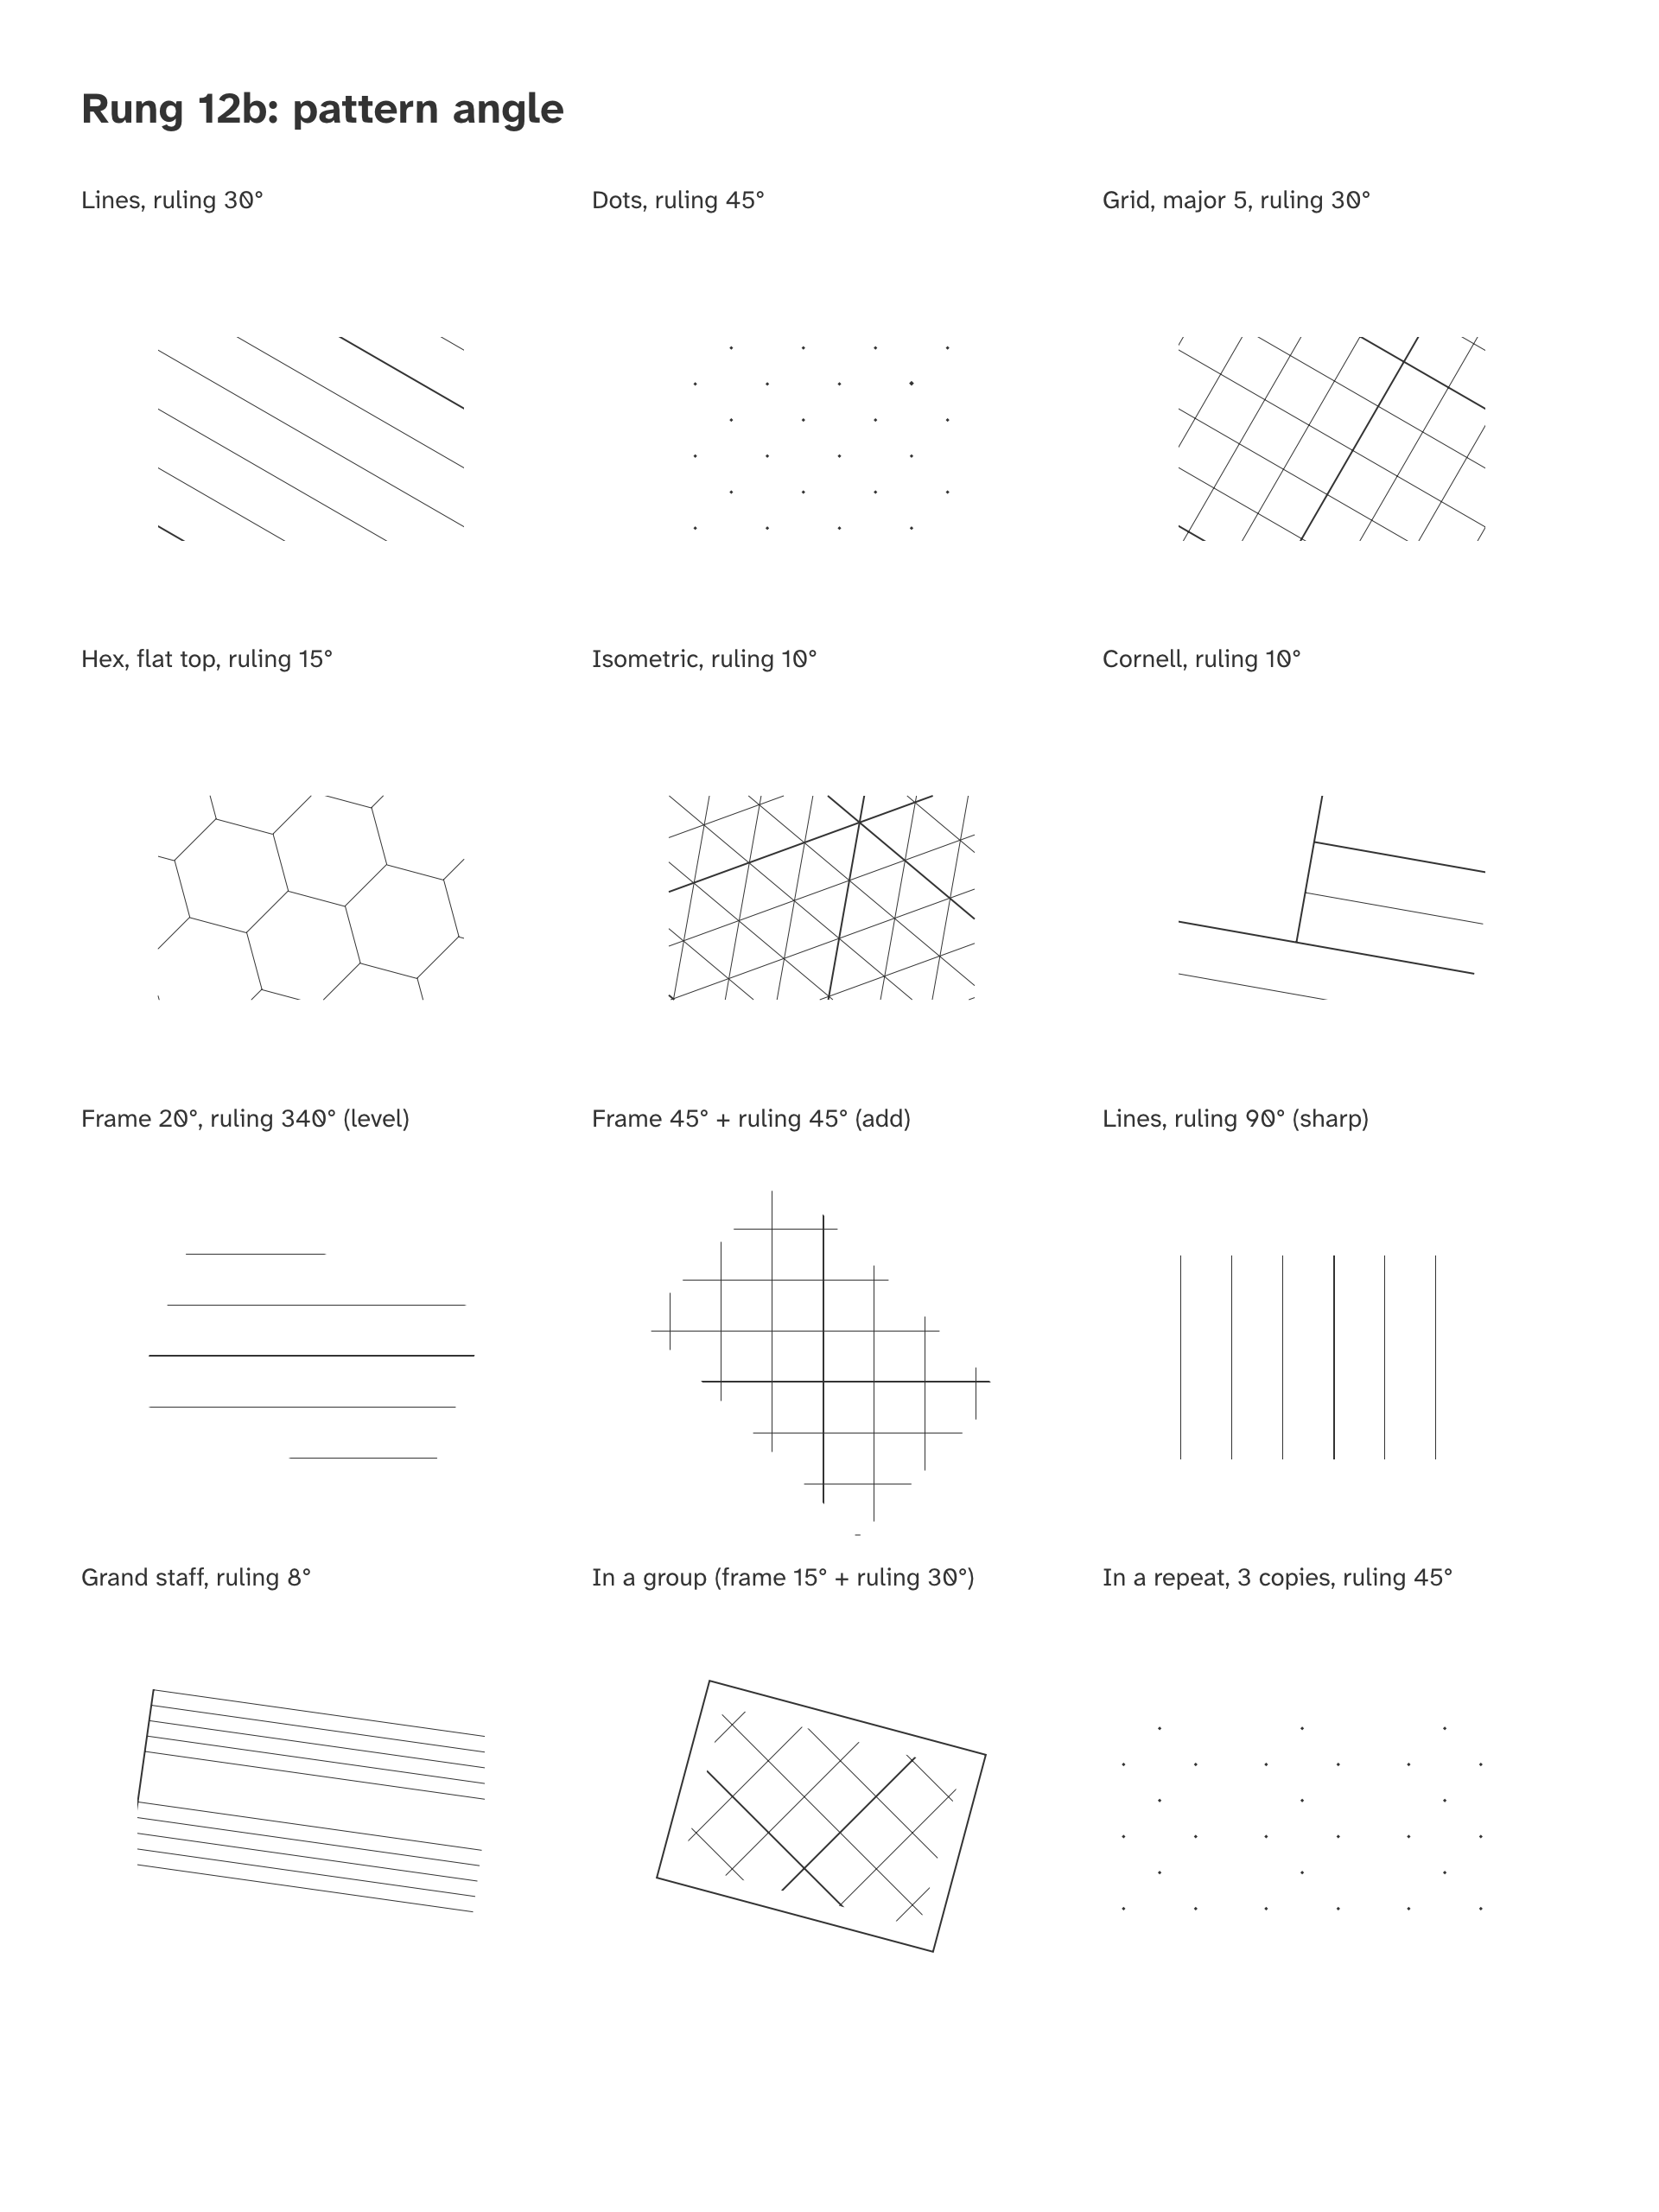 Rung 12b: pattern angle
Lines, ruling 30°
Dots, ruling 45°
Grid, major 5, ruling 30°
Hex, flat top, ruling 15°
Isometric, ruling 10°
Cornell, ruling 10°
Frame 20°, ruling 340° (level)
Frame 45° + ruling 45° (add)
Lines, ruling 90° (sharp)
Grand staff, ruling 8°
In a group (frame 15° + ruling 30°)
In a repeat, 3 copies, ruling 45°